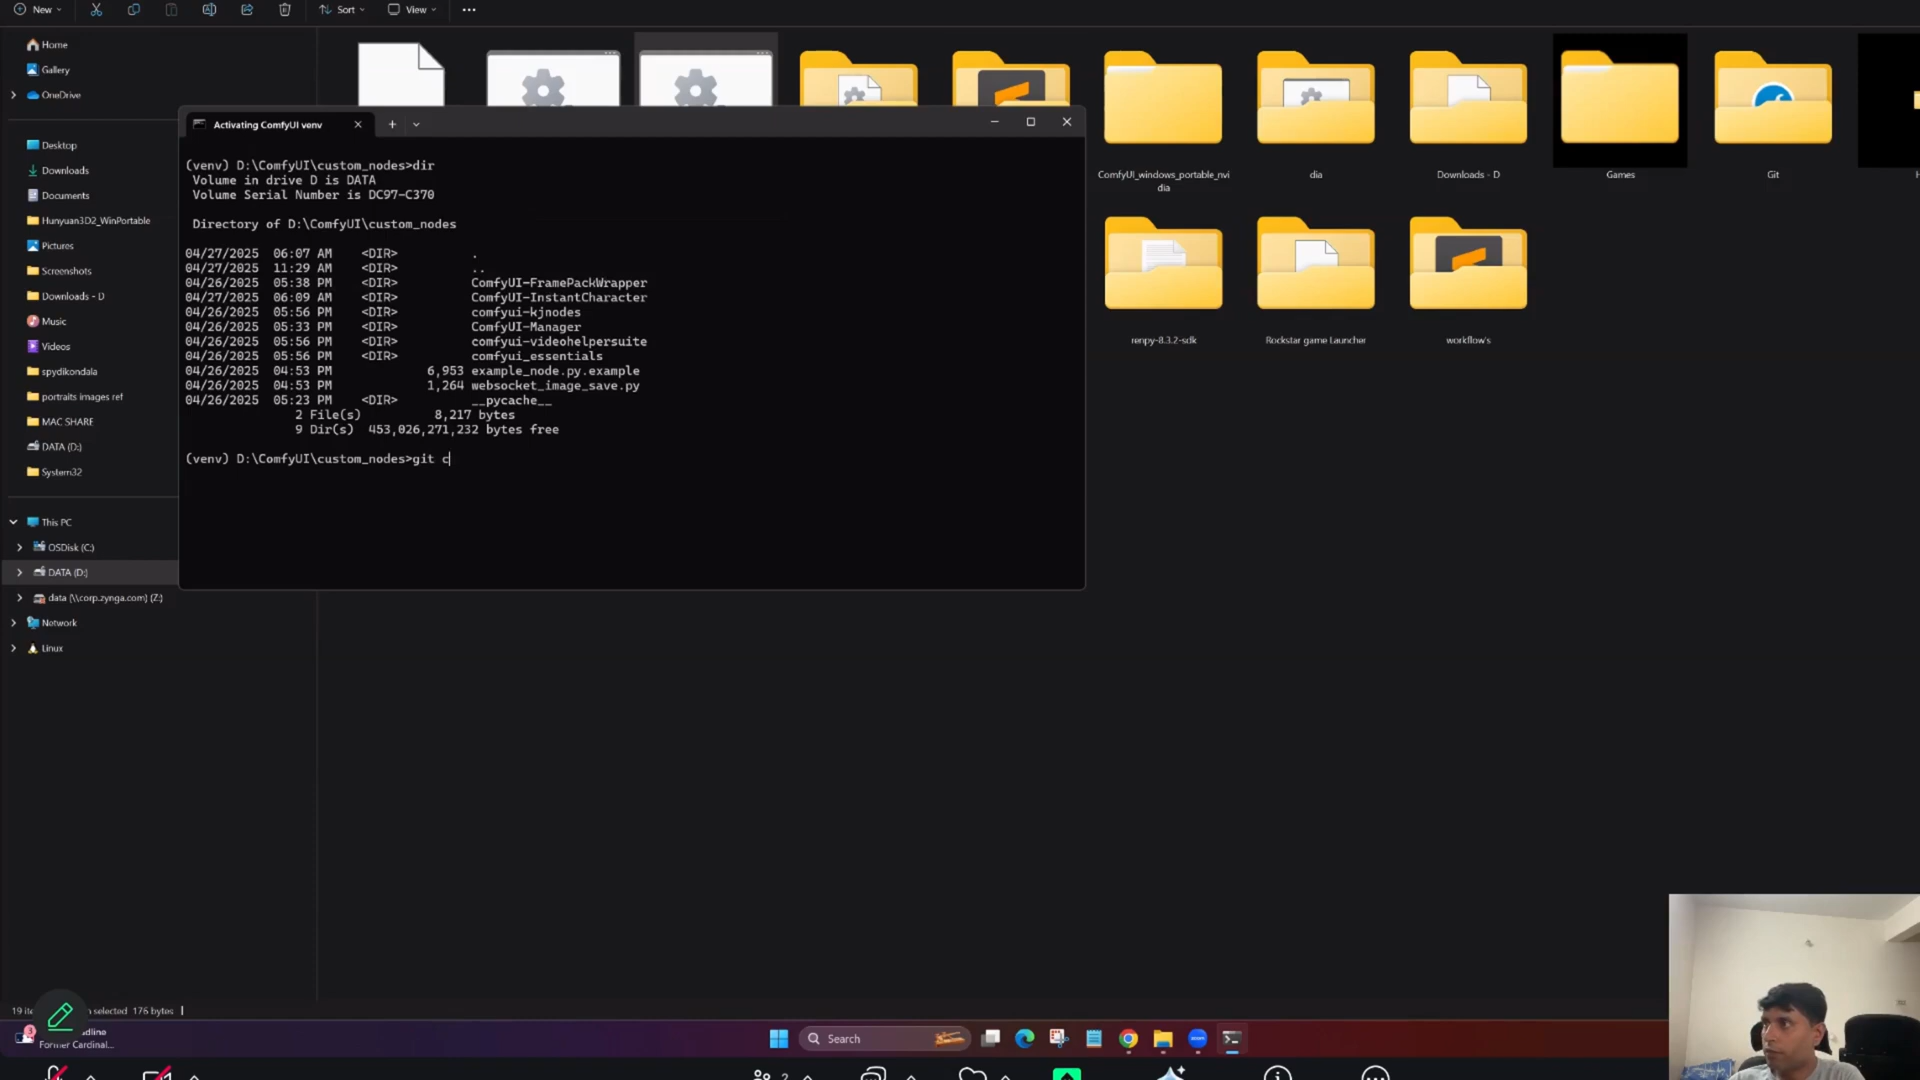 New
Sort
View
Home
Gallery
OneDrive
Desktop
Downloads
Documents
Hunyuan3D2_WinPortable
Pictures
Screenshots
Downloads - D
Music
Videos
spydikondala
portraits images ref
MAC SHARE
DATA (D:)
System32
This PC
OSDisk (C:)
DATA (D:)
data (\\corp.zynga.com) (Z:)
Network
Linux
Activating ComfyUI venv
(venv) D:\ComfyUI\custom_nodes>dir
Volume in drive D is DATA
Volume Serial Number is DC97-C370
Directory of D:\ComfyUI\custom_nodes
04/27/2025 06:07 AM <DIR> .
04/27/2025 11:29 AM <DIR> ..
04/26/2025 05:38 PM <DIR> ComfyUI-FramePackWrapper
04/27/2025 06:09 AM <DIR> ComfyUI-InstantCharacter
04/26/2025 05:56 PM <DIR> comfyui-kjnodes
04/26/2025 05:33 PM <DIR> ComfyUI-Manager
04/26/2025 05:56 PM <DIR> comfyui-videohelpersuite
04/26/2025 05:56 PM <DIR> comfyui_essentials
04/26/2025 04:53 PM 6,953 example_node.py.example
04/26/2025 04:53 PM 1,264 websocket_image_save.py
04/26/2025 05:23 PM <DIR> __pycache__
2 File(s) 8,217 bytes
9 Dir(s) 453,026,271,232 bytes free
(venv) D:\ComfyUI\custom_nodes>git c
ComfyUI_windows_portable_nvi
dia
dia
Downloads - D
Games
Git
renpy-8.3.2-sdk
Rockstar game Launcher
workflow's
19
selected 176 bytes
3
adline
Former Cardinal...
Search
zoom
2